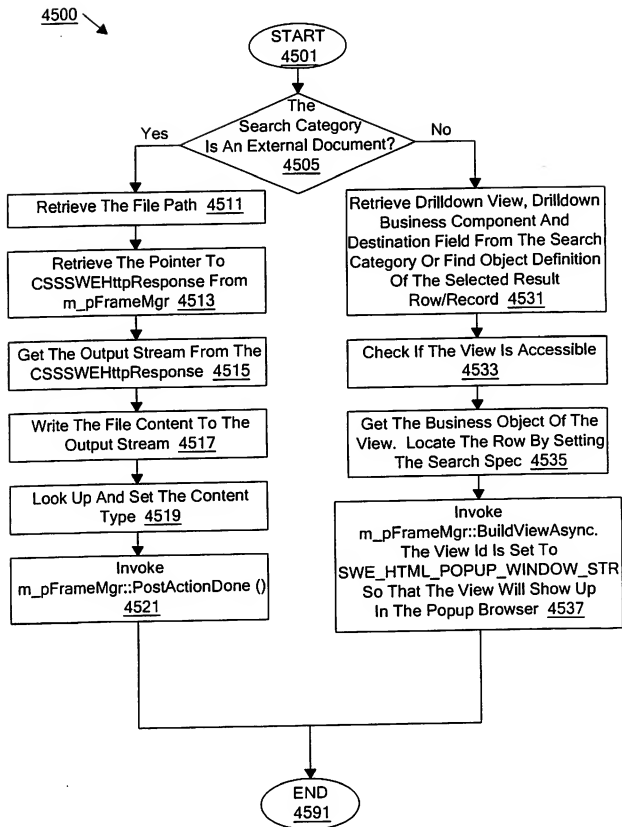 4500
START
4501
The
Search Category
Is An External Document?
4505
Yes
No
Retrieve The File Path 4511
Retrieve The Pointer To
CSSSWEHttpResponse From
m_pFrameMgr 4513
Get The Output Stream From The
CSSSWEHttpResponse 4515
Write The File Content To The
Output Stream 4517
Look Up And Set The Content
Type 4519
Invoke
m_pFrameMgr::PostActionDone ()
4521
Retrieve Drilldown View, Drilldown
Business Component And
Destination Field From The Search
Category Or Find Object Definition
Of The Selected Result
Row/Record 4531
Check If The View Is Accessible
4533
Get The Business Object Of The
View. Locate The Row By Setting
The Search Spec 4535
Invoke
m_pFrameMgr::BuildViewAsync.
The View Id Is Set To
SWE_HTML_POPUP_WINDOW_STR
So That The View Will Show Up
In The Popup Browser 4537
END
4591